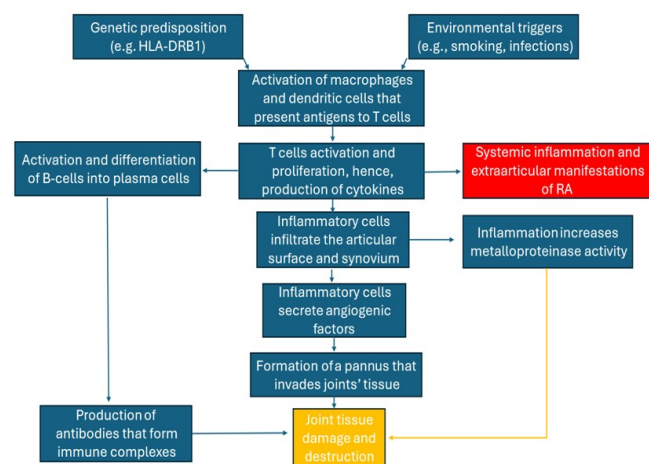 Genetic predisposition
(e.g. HLA-DRB1)
Environmental triggers
(e.g., smoking, infections)
Activation of macrophages
and dendritic cells that
present antigens to T cells
Activation and differentiation
of B-cells into plasma cells
T cells activation and
proliferation, hence,
production of cytokines
Systemic inflammation and
extraarticular manifestations
of RA
Inflammatory cells
infiltrate the articular
surface and synovium
Inflammation increases
metalloproteinase activity
Inflammatory cells
secrete angiogenic
factors
Formation of a pannus that
invades joints’ tissue
Production of
antibodies that form
immune complexes
Joint tissue
damage and
destruction